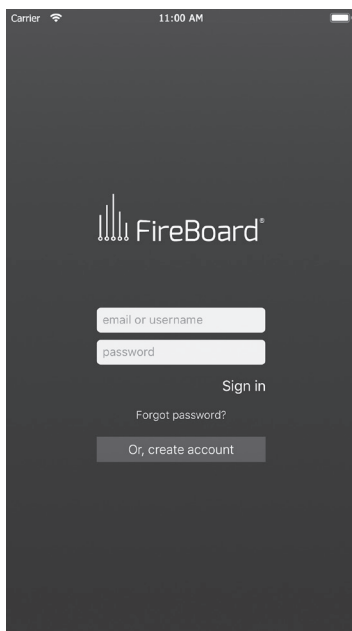 Carrier 11:00 AM
FireBoard®
email or username
password
Sign in
Forgot password?
Or, create account